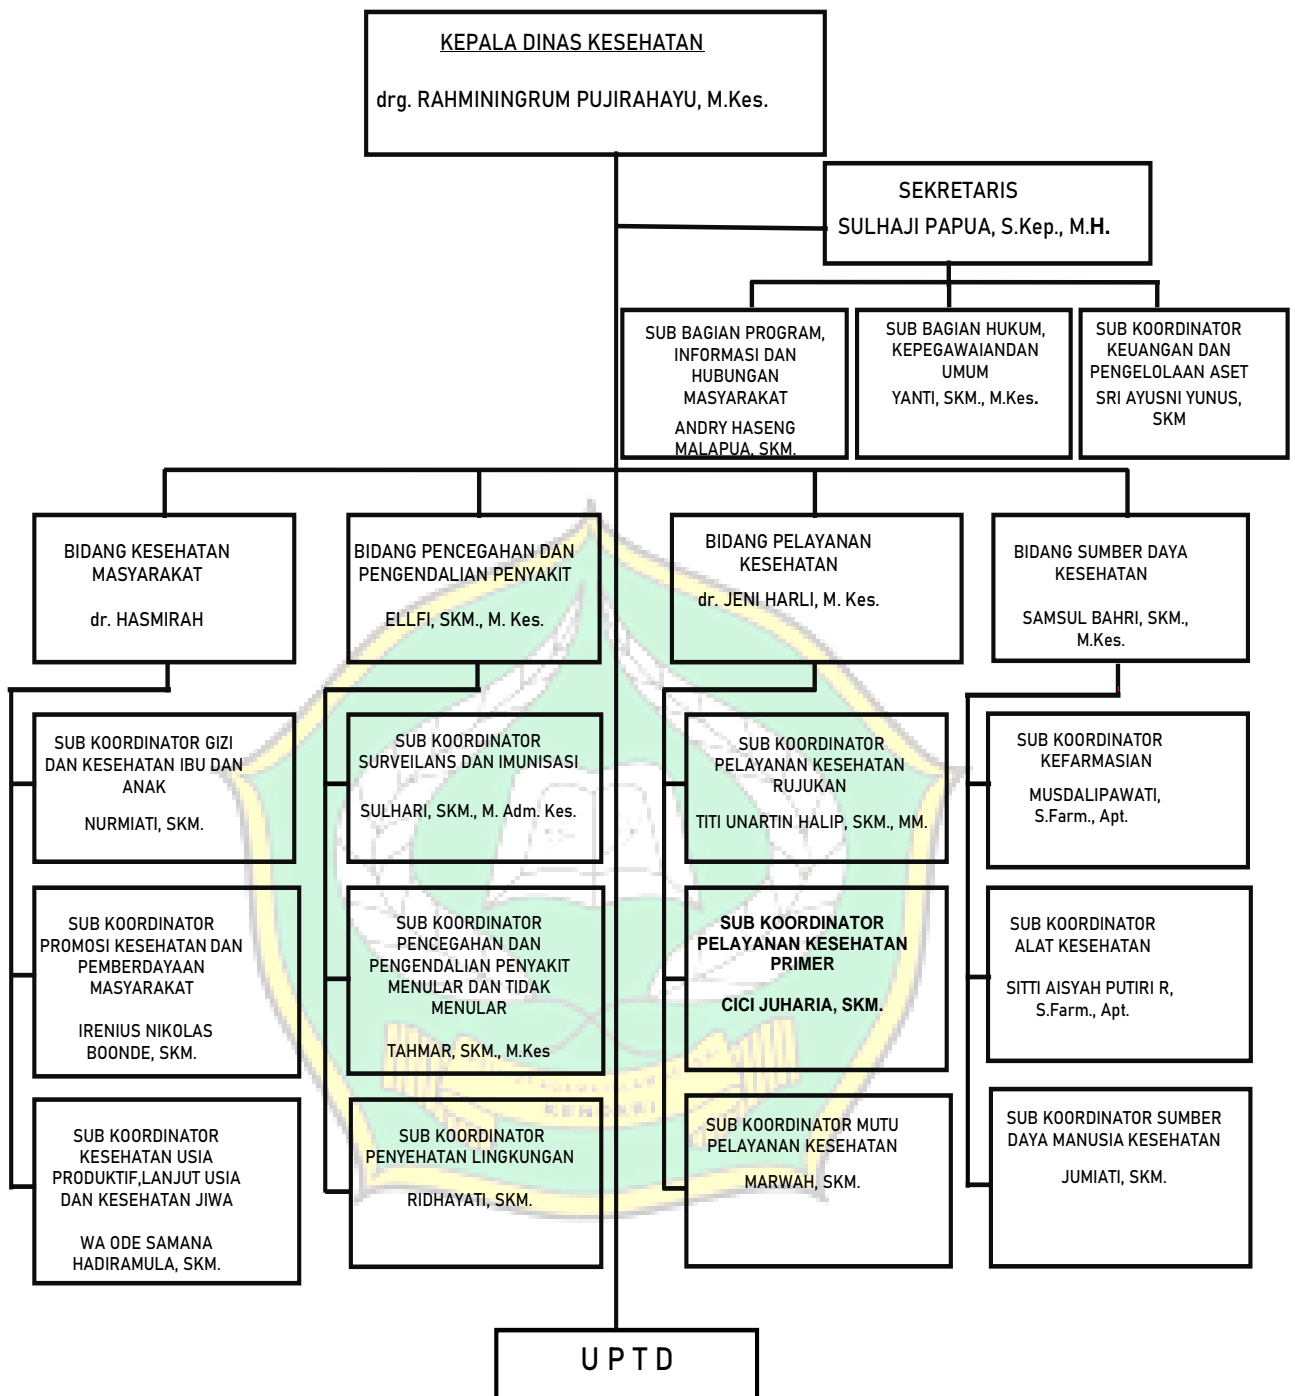 KEPALA DINAS KESEHATAN
drg. RAHMININGRUM PUJIRAHAYU, M.Kes.
SEKRETARIS
SULHAJI PAPUA, S.Kep., M.H.
SUB BAGIAN PROGRAM,
INFORMASI DAN
HUBUNGAN
MASYARAKAT
ANDRY HASENG
MALAPUA, SKM.
SUB BAGIAN HUKUM,
KEPEGAWAIANDAN
UMUM
YANTI, SKM., M.Kes.
SUB KOORDINATOR
KEUANGAN DAN
PENGELOLAAN ASET
SRI AYUSNI YUNUS,
SKM
BIDANG KESEHATAN
MASYARAKAT
dr. HASMIRAH
BIDANG PENCEGAHAN DAN
PENGENDALIAN PENYAKIT
ELLFI, SKM., M. Kes.
BIDANG PELAYANAN
KESEHATAN
dr. JENI HARLI, M. Kes.
BIDANG SUMBER DAYA
KESEHATAN
SAMSUL BAHRI, SKM.,
M.Kes.
SUB KOORDINATOR GIZI
DAN KESEHATAN IBU DAN
ANAK
NURMIATI, SKM.
SUB KOORDINATOR
SURVEILANS DAN IMUNISASI
SULHARI, SKM., M. Adm. Kes.
SUB KOORDINATOR
PELAYANAN KESEHATAN
RUJUKAN
TITI UNARTIN HALIP, SKM., MM.
SUB KOORDINATOR
KEFARMASIAN
MUSDALIPAWATI,
S.Farm., Apt.
SUB KOORDINATOR
PROMOSI KESEHATAN DAN
PEMBERDAYAAN
MASYARAKAT
IRENIUS NIKOLAS
BOONDE, SKM.
SUB KOORDINATOR
PENCEGAHAN DAN
PENGENDALIAN PENYAKIT
MENULAR DAN TIDAK
MENULAR
TAHMAR, SKM., M.Kes
SUB KOORDINATOR
PELAYANAN KESEHATAN
PRIMER
CICI JUHARIA, SKM.
SUB KOORDINATOR
ALAT KESEHATAN
SITTI AISYAH PUTIRI R,
S.Farm., Apt.
SUB KOORDINATOR
KESEHATAN USIA
PRODUKTIF,LANJUT USIA
DAN KESEHATAN JIWA
WA ODE SAMANA
HADIRAMULA, SKM.
SUB KOORDINATOR
PENYEHATAN LINGKUNGAN
RIDHAYATI, SKM.
SUB KOORDINATOR MUTU
PELAYANAN KESEHATAN
MARWAH, SKM.
SUB KOORDINATOR SUMBER
DAYA MANUSIA KESEHATAN
JUMIATI, SKM.
KENDARI
U P T D